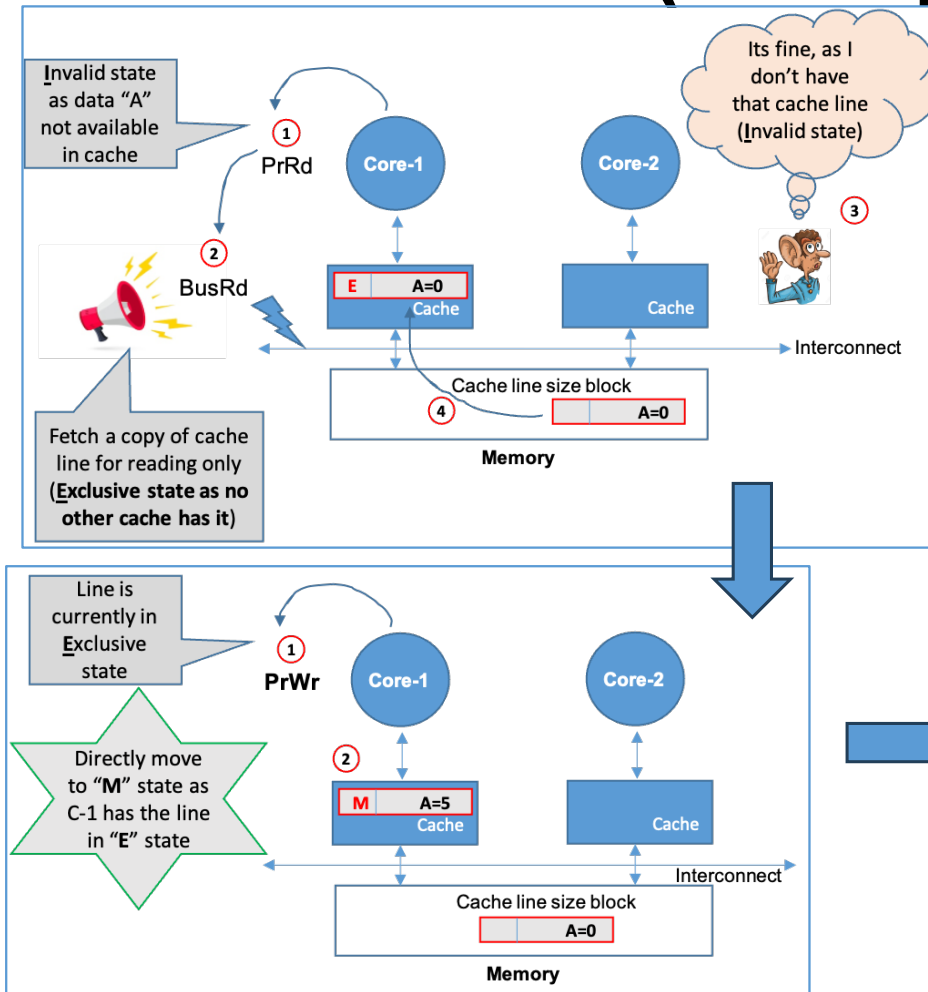 Invalid state
as data “A”
not available
in cache
1
PrRd
Core-1
Core-2
Its fine, as I
don’t have
that cache line
(Invalid state)
3
2
BusRd
E A=0
Cache
Cache
Interconnect
Cache line size block
4
A=0
Memory
Fetch a copy of cache
line for reading only
(Exclusive state as no
other cache has it)
Line is
currently in
Exclusive
state
1
PrWr
Core-1
Core-2
Directly move
to “M” state as
C-1 has the line
in “E” state
2
M A=5
Cache
Cache
Interconnect
Cache line size block
A=0
Memory